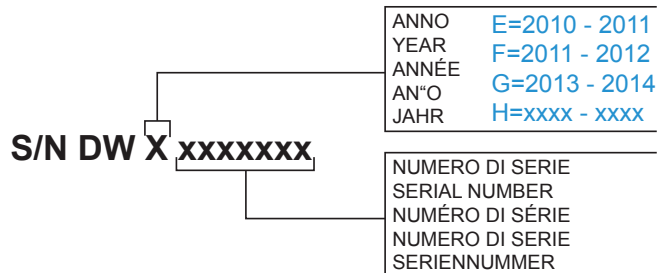 ANNO E=2010 - 2011
YEAR F=2011 - 2012
ANNÉE G=2013 - 2014
AN“O H=xxxx - xxxx
JAHR
S/N DW X xxxxxxx
NUMERO DI SERIE
SERIAL NUMBER
NUMÉRO DI SÉRIE
NUMERO DI SERIE
SERIENNUMMER